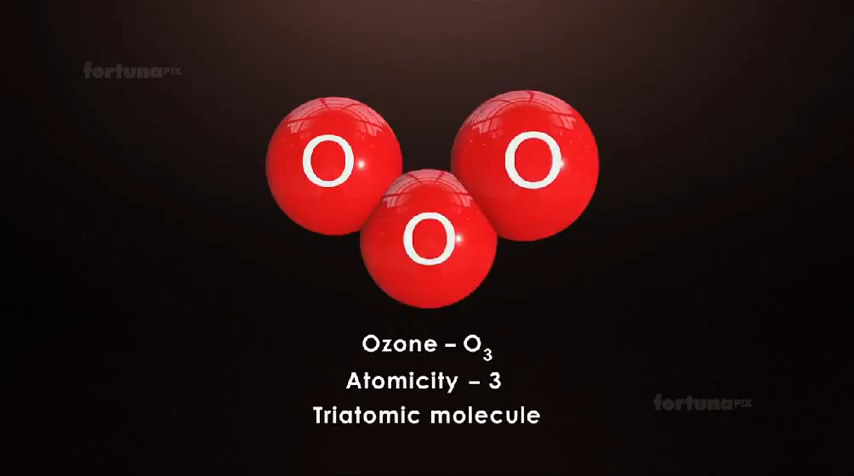 fortunaPIX
O O
O
Ozone – O₃
Atomicity – 3
fortunaPIX
Triatomic molecule